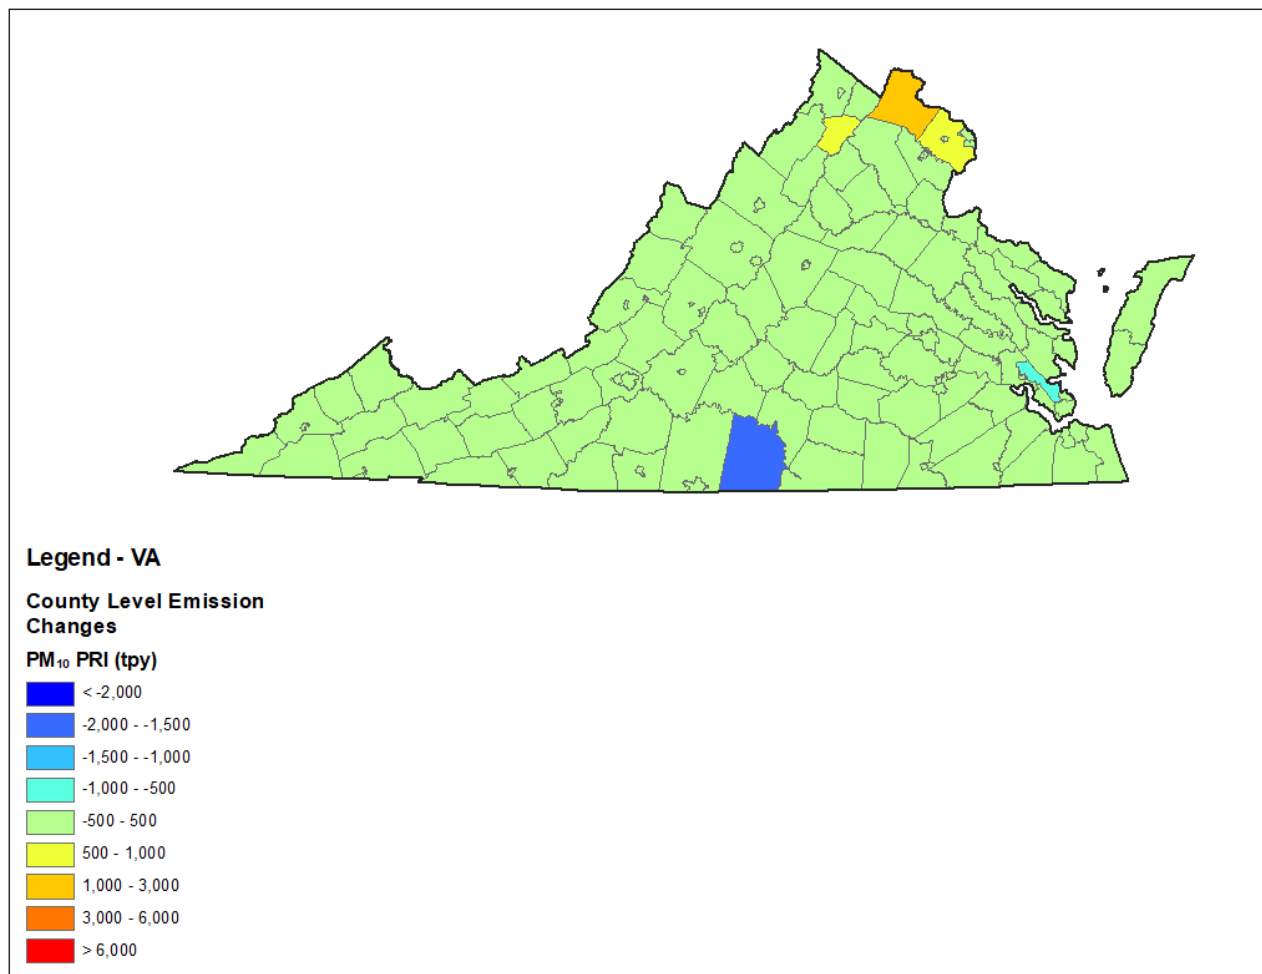 Legend - VA
County Level Emission
Changes
PM₁₀ PRI (tpy)
< -2,000
-2,000 - -1,500
-1,500 - -1,000
-1,000 - -500
-500 - 500
500 - 1,000
1,000 - 3,000
3,000 - 6,000
> 6,000